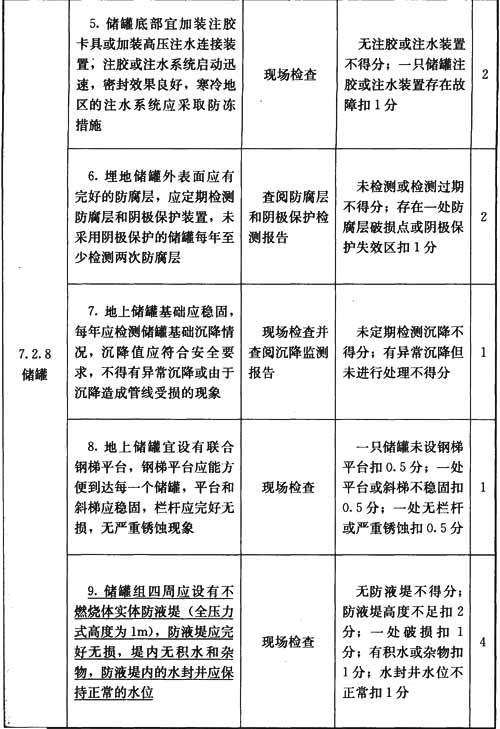 7.2.8
储罐
5. 储罐底部宜加装注胶
卡具或加装高压注水连接装
置，注胶或注水系统启动迅
速，密封效果良好，寒冷地
区的注水系统应采取防冻
措施
现场检查
无注胶或注水装置
不得分；一只储罐注
胶或注水装置存在故
障扣1分
2
6. 埋地储罐外表面应有
完好的防腐层，应定期检测
防腐层和阴极保护装置，未
采用阴极保护的储罐每年至
少检测两次防腐层
查阅防腐层
和阴极保护检
测报告
未检测或检测过期
不得分；存在一处防
腐层破损点或阴极保
护失效区扣1分
2
7. 地上储罐基础应稳固，
每年应检测储罐基础沉降情
况，沉降值应符合安全要
求，不得有异常沉降或由于
沉降造成管线受损的现象
现场检查并
查阅沉降监测
报告
未定期检测沉降不
得分；有异常沉降但
未进行处理不得分
1
8. 地上储罐宜设有联合
钢梯平台，钢梯平台应能方
便到达每一个储罐，平台和
斜梯应稳固，栏杆应完好无
损，无严重锈蚀现象
现场检查
一只储罐未设钢梯
平台扣0.5分；一处
平台或斜梯不稳固扣
0.5分；一处无栏杆
或严重锈蚀扣0.5分
1
9. 储罐组四周应设有不
燃烧体实体防液堤（全压力
式高度为1m），防液堤应完
好无损，堤内无积水和杂
物，防液堤内的水封井应保
持正常的水位
现场检查
无防液堤不得分；
防液堤高度不足扣2
分；一处破损扣1
分；有积水或杂物扣
1分；水封井水位不
正常扣1分
4